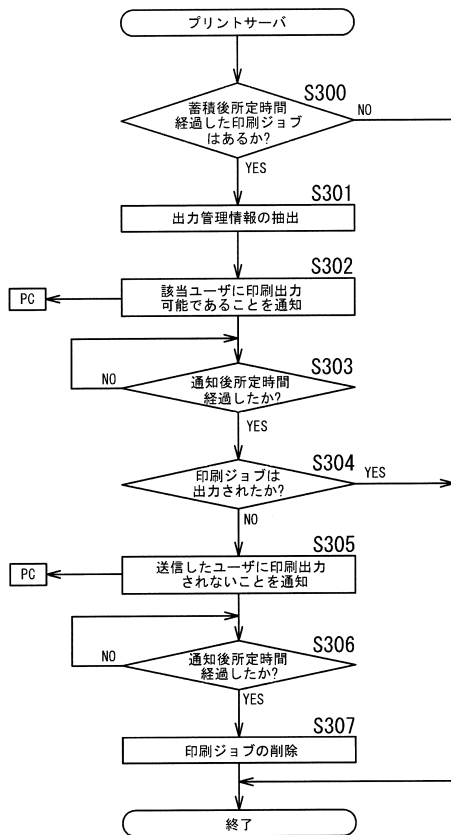 プリントサーバ
S300
蓄積後所定時間
経過した印刷ジョブ
はあるか?
NO
YES
S301
出力管理情報の抽出
S302
該当ユーザに印刷出力
可能であることを通知
PC
S303
通知後所定時間
経過したか?
NO
YES
S304
印刷ジョブは
出力されたか?
YES
NO
S305
送信したユーザに印刷出力
されないことを通知
PC
S306
通知後所定時間
経過したか?
NO
YES
S307
印刷ジョブの削除
終了